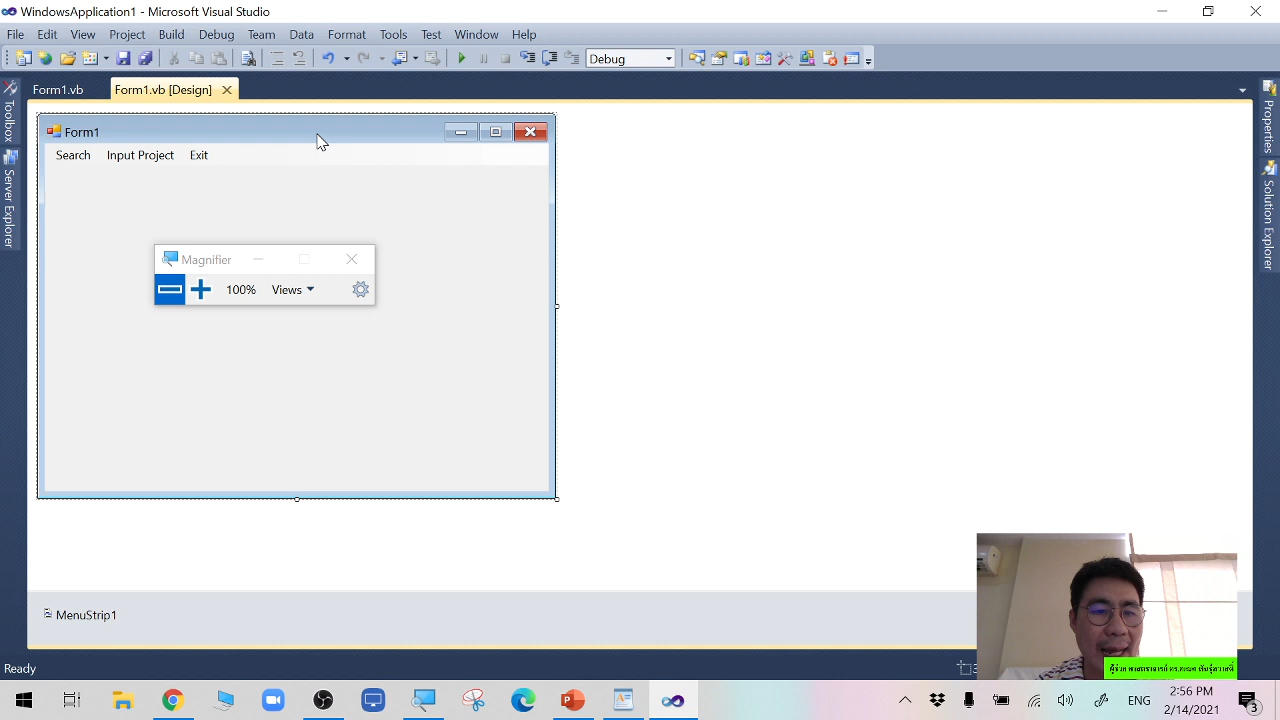 WindowsApplication1 - Microsoft Visual Studio
File Edit View Project Build Debug Team Data Format Tools Test Window Help
Debug
Form1.vb Form1.vb [Design]
Toolbox
Server Explorer
Properties
Solution Explorer
Form1
Search Input Project Exit
Magnifier
100% Views
MenuStrip1
Ready
ENG
2:56 PM
2/14/2021
3